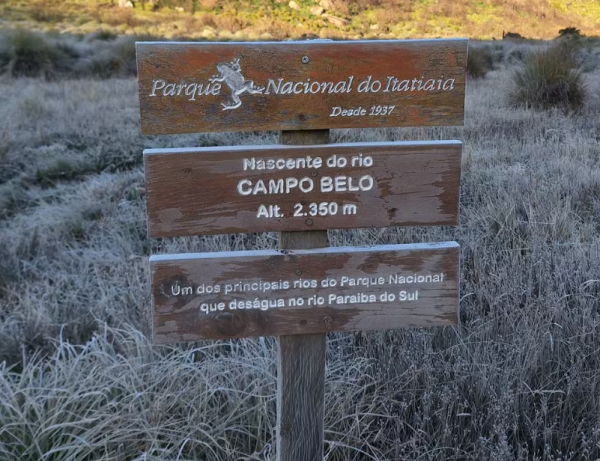 Parque Nacional do Itatiaia
Desde 1937
Nascente do rio
CAMPO BELO
Alt. 2.350 m
Um dos principais rios do Parque Nacional
que deságua no rio Paraiba do Sul